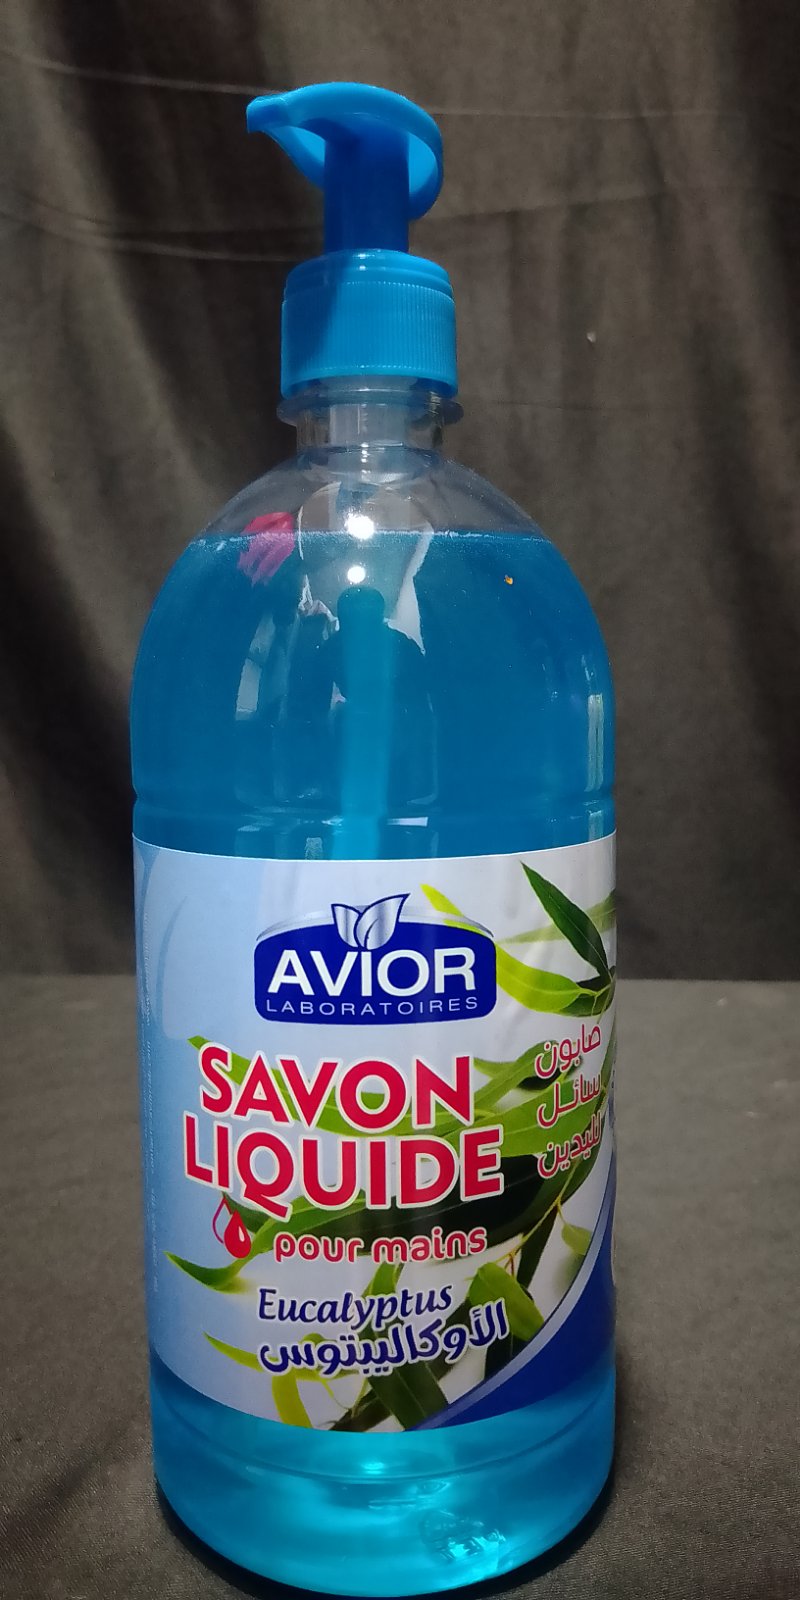 AVIOR
LABORATOIRES
SAVON
LIQUIDE
pour mains
صابون
سائل
لليدين
Eucalyptus
الأوكاليبتوس